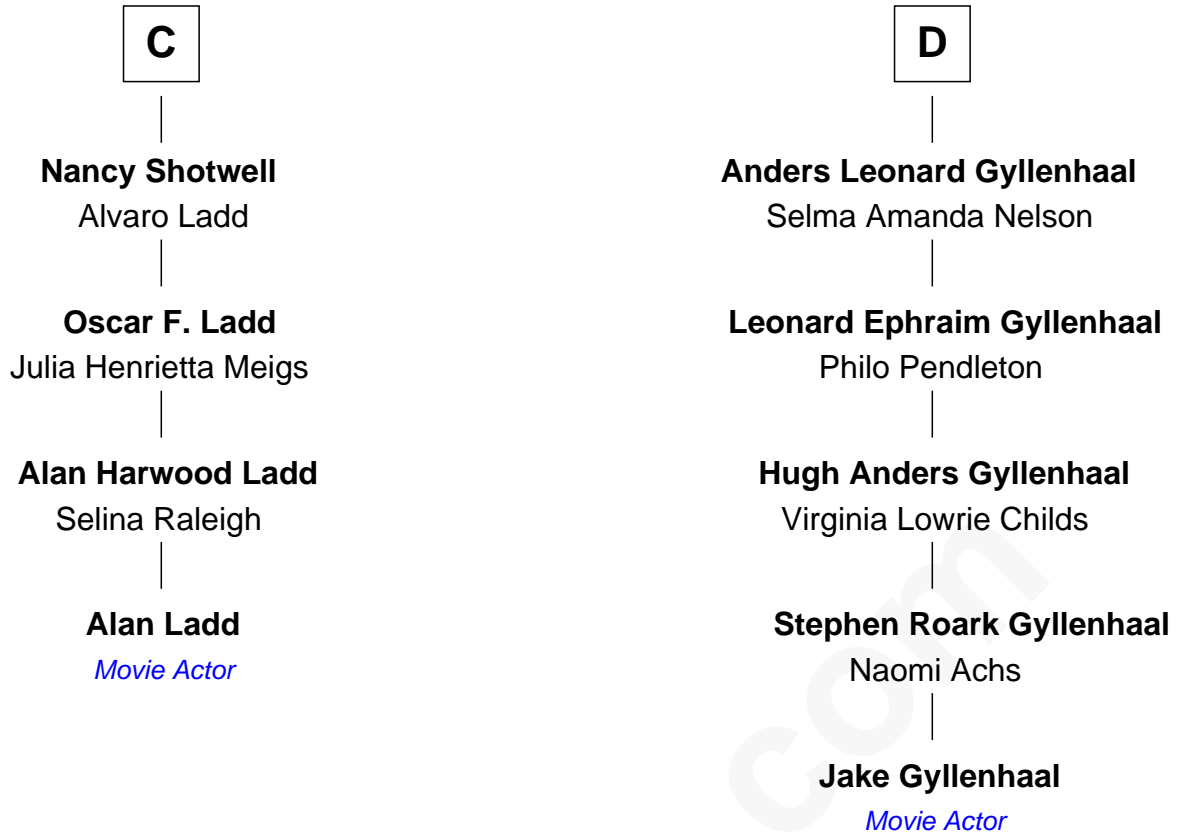 C
Nancy Shotwell
Alvaro Ladd
Oscar F. Ladd
Julia Henrietta Meigs
Alan Harwood Ladd
Selina Raleigh
Alan Ladd
Movie Actor
D
Anders Leonard Gyllenhaal
Selma Amanda Nelson
Leonard Ephraim Gyllenhaal
Philo Pendleton
Hugh Anders Gyllenhaal
Virginia Lowrie Childs
Stephen Roark Gyllenhaal
Naomi Achs
Jake Gyllenhaal
Movie Actor
com